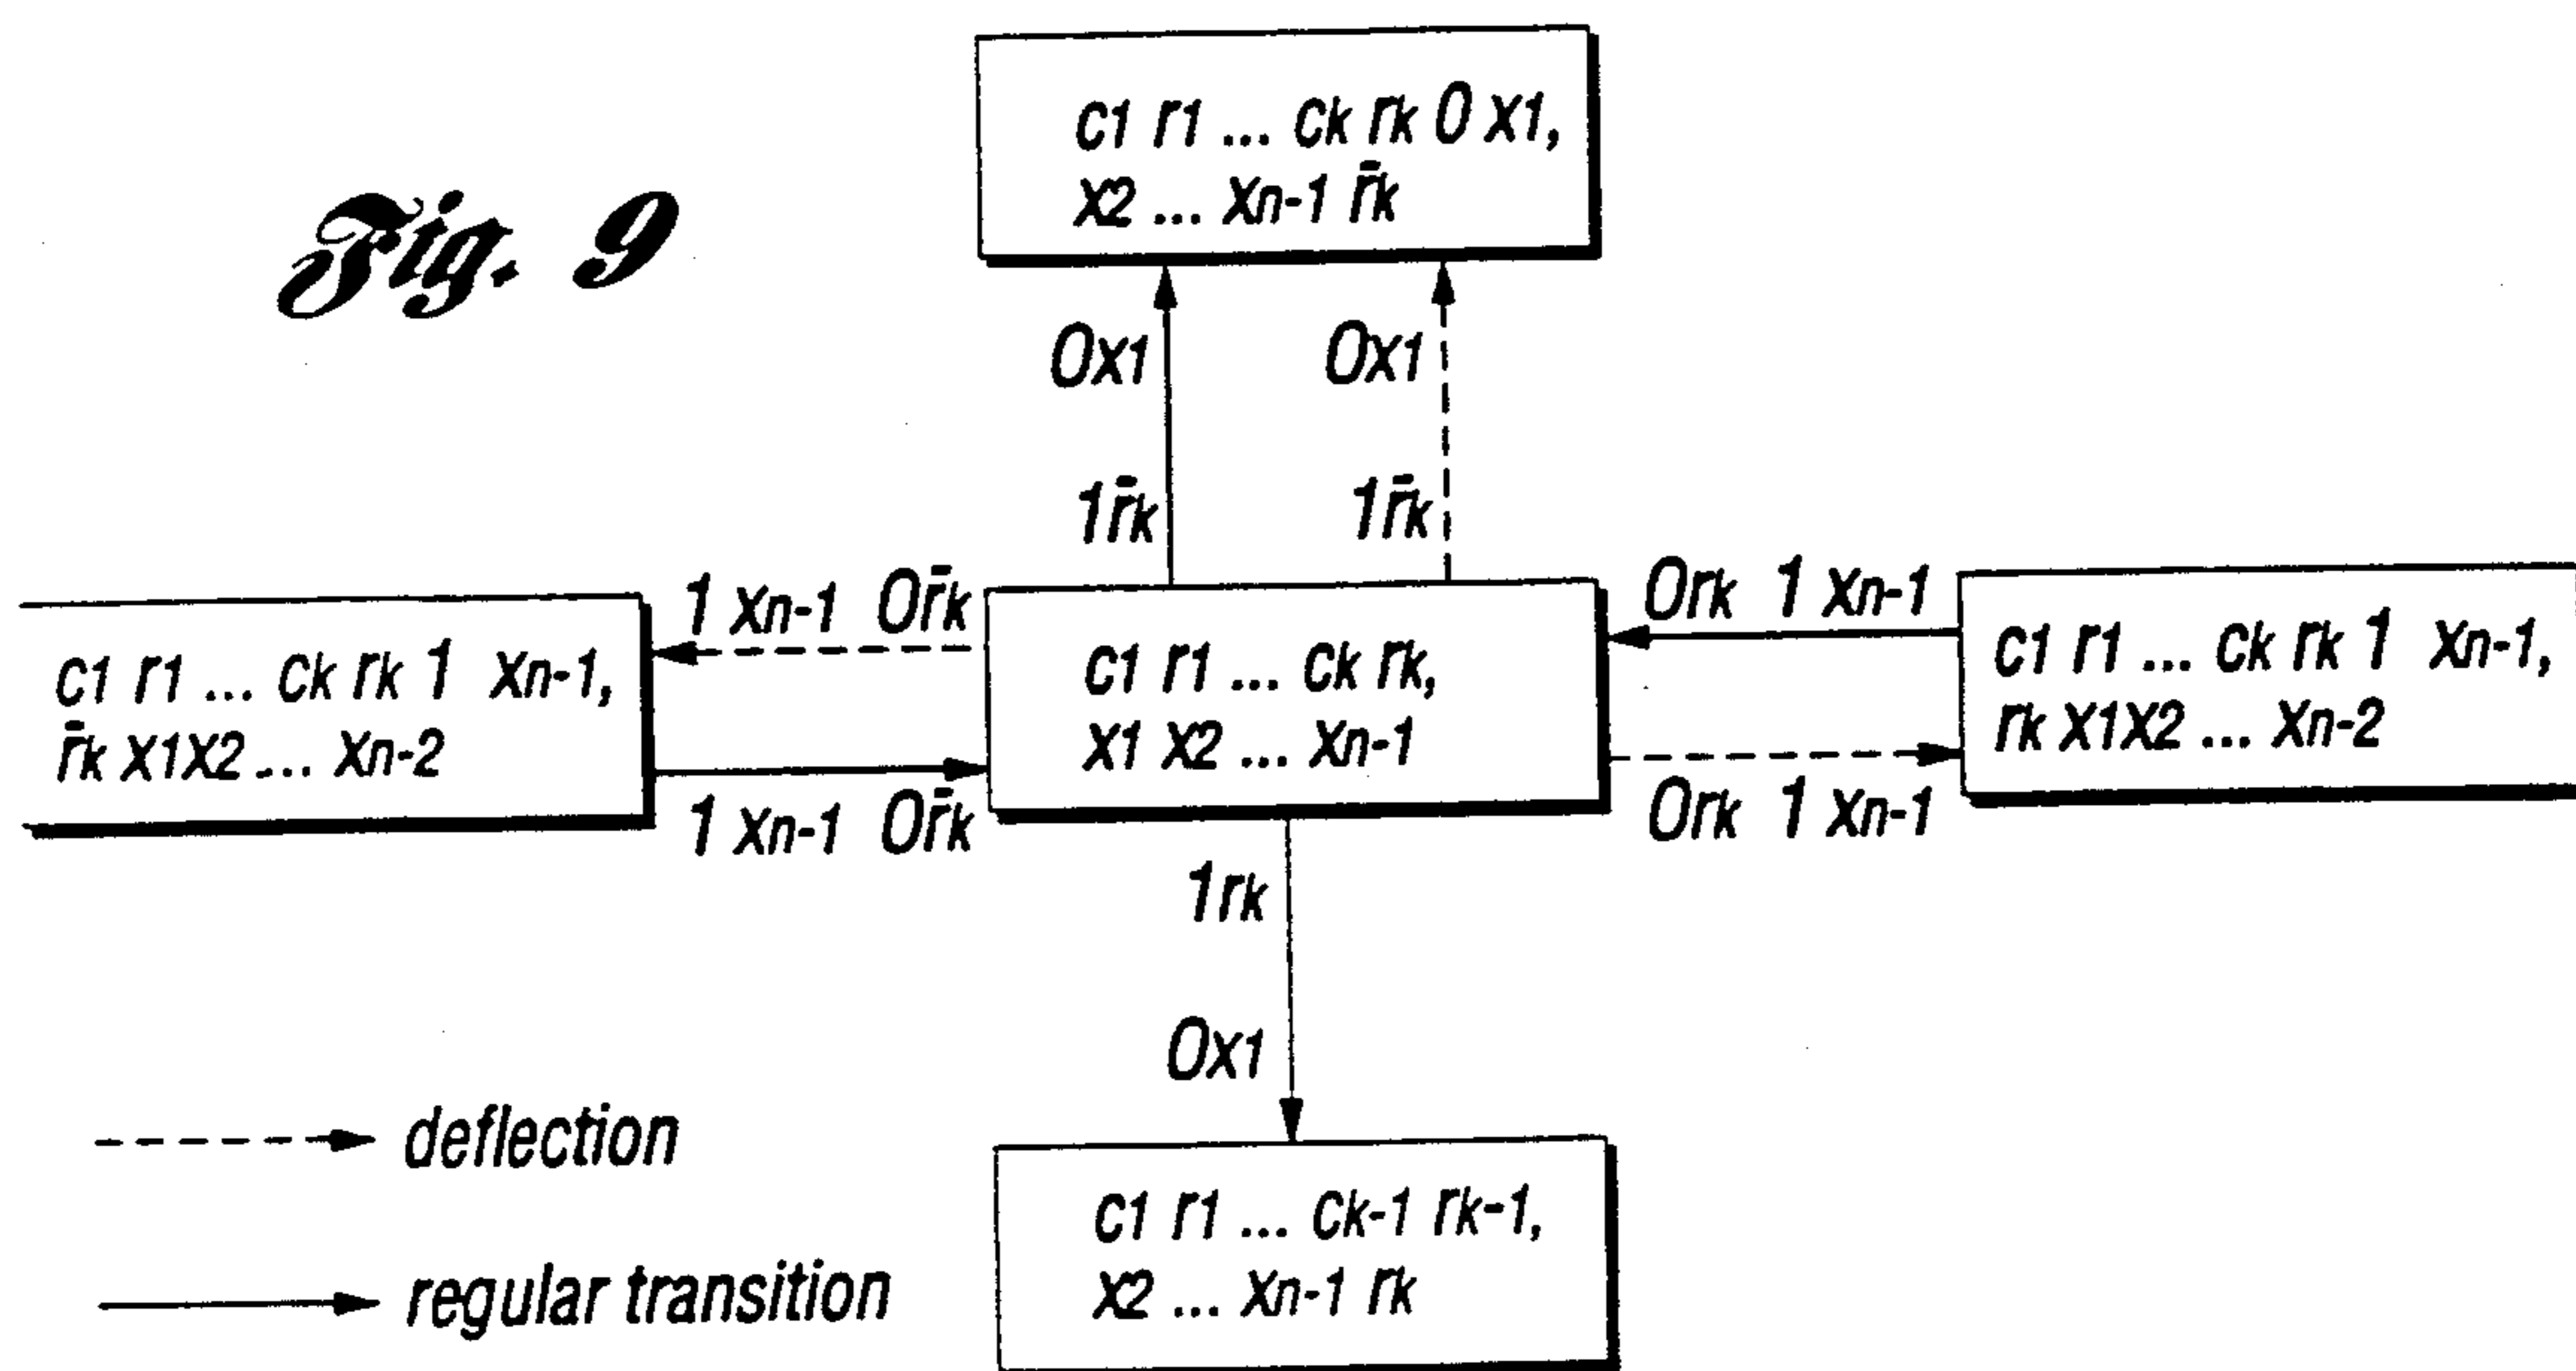 Fig. 9
c1 r1 ... ck rk 0 x1,
x2 ... xn-1 r̄k
0x1
0x1
1r̄k
1r̄k
1 xn-1 0r̄k
0rk 1 xn-1
c1 r1 ... ck rk 1 xn-1,
r̄k x1x2 ... xn-2
c1 r1 ... ck rk,
x1 x2 ... xn-1
c1 r1 ... ck rk 1 xn-1,
rk x1x2 ... xn-2
1 xn-1 0r̄k
0rk 1 xn-1
1rk
0x1
deflection
c1 r1 ... ck-1 rk-1,
x2 ... xn-1 rk
regular transition